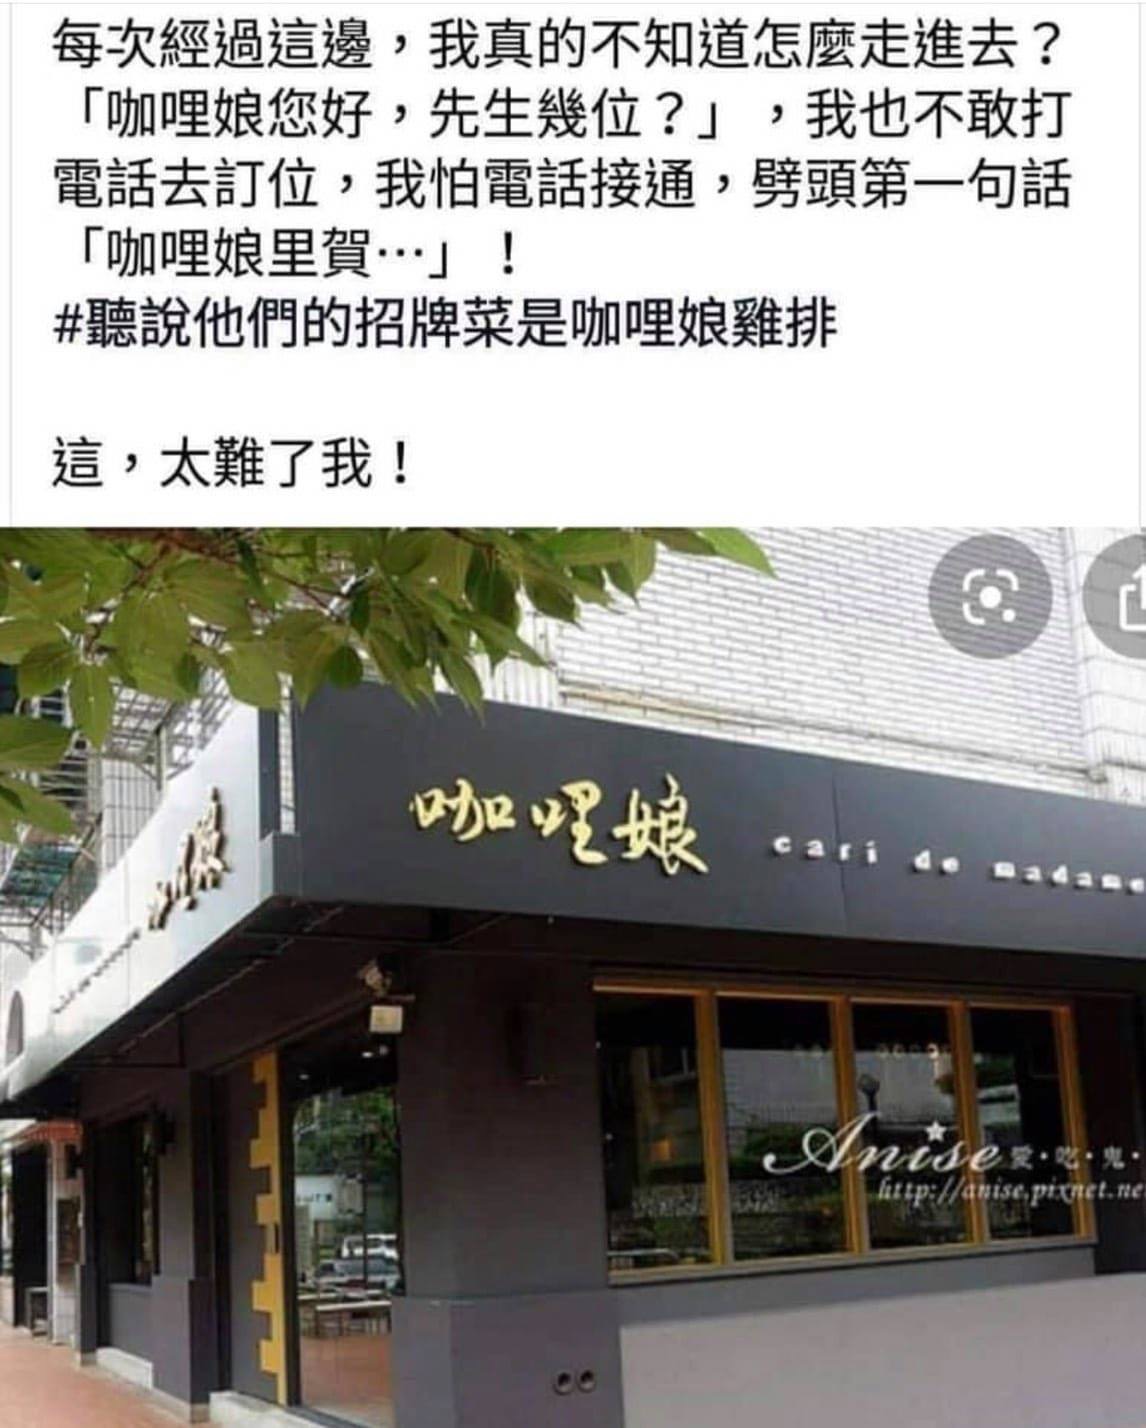 每次經過這邊，我真的不知道怎麼走進去？
「咖哩娘您好，先生幾位？」，我也不敢打
電話去訂位，我怕電話接通，劈頭第一句話
「咖哩娘里賀…」！
#聽說他們的招牌菜是咖哩娘雞排
這，太難了我！
咖哩娘 cari de madame
Anise 愛·吃·鬼·
http://anise.pixnet.ne